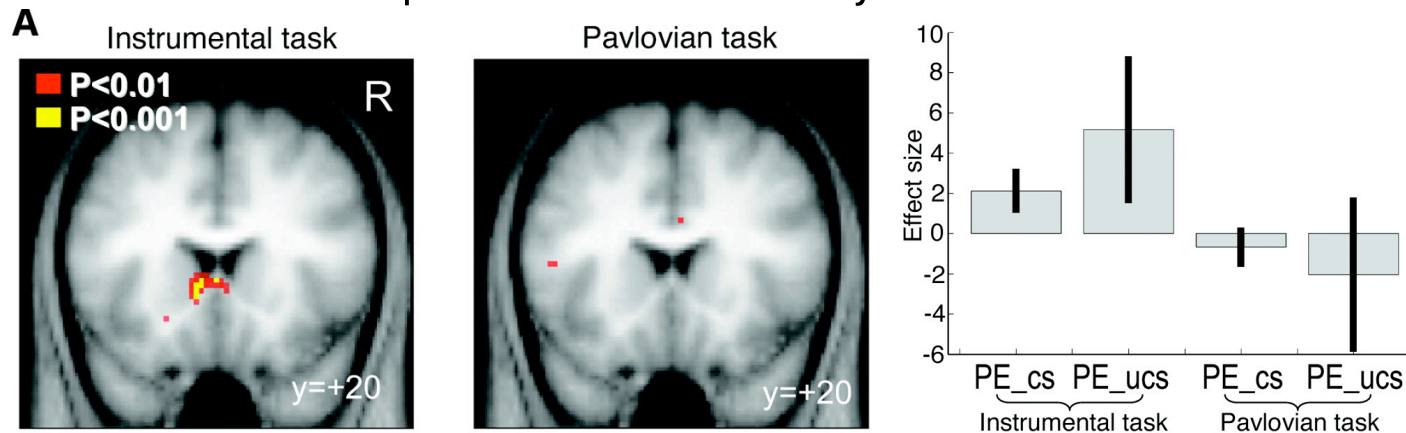 A
Instrumental task
P<0.01
P<0.001
R
y=+20
Pavlovian task
y=+20
Effect size
10
8
6
4
2
0
-2
-4
-6
PE_cs PE_ucs PE_cs PE_ucs
Instrumental task Pavlovian task